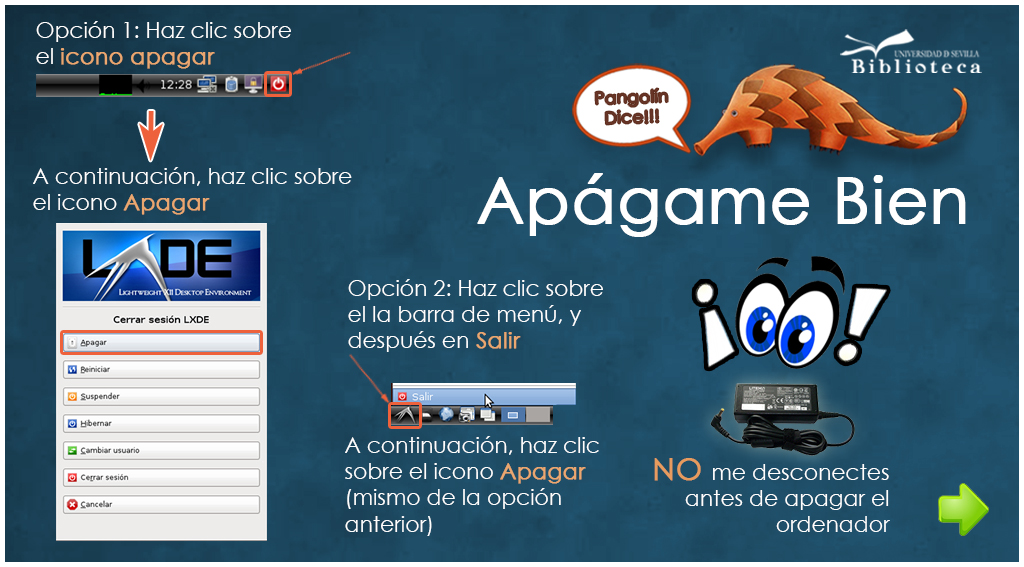 Opción 1: Haz clic sobre
el icono apagar
12:28
A continuación, haz clic sobre
el icono Apagar
LXDE
LIGHTWEIGHT X11 DESKTOP ENVIRONMENT
Cerrar sesión LXDE
Apagar
Reiniciar
Suspender
Hibernar
Cambiar usuario
Cerrar sesión
Cancelar
UNIVERSIDAD D SEVILLA
Biblioteca
Pangolín
Dice!!!
Apágame Bien
Opción 2: Haz clic sobre
el la barra de menú, y
después en Salir
Salir
A continuación, haz clic
sobre el icono Apagar
(mismo de la opción
anterior)
¡OO!
LITEON
NO me desconectes
antes de apagar el
ordenador